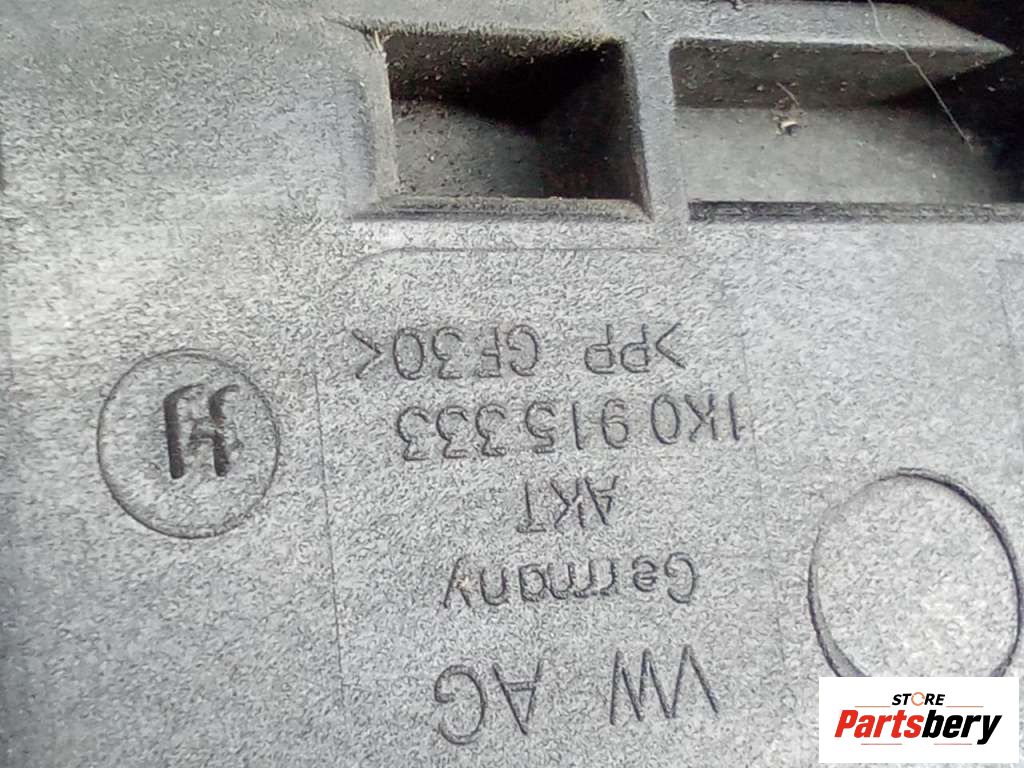 VW AG
Germany
AKT
1K0 915 333
>PP GF30<
STORE
Partsbery